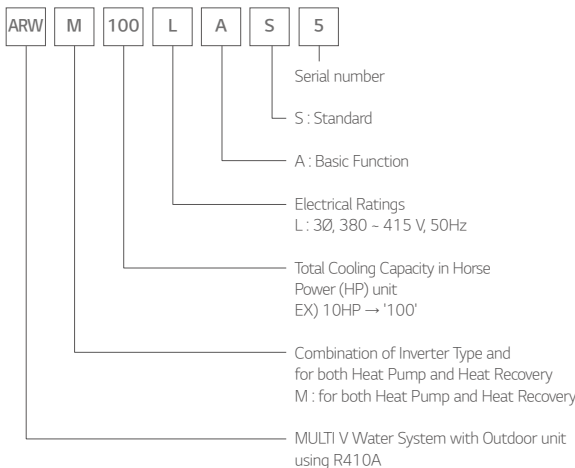 ARW M 100 L A S 5
Serial number
S : Standard
A : Basic Function
Electrical Ratings
L : 3Ø, 380 ~ 415 V, 50Hz
Total Cooling Capacity in Horse
Power (HP) unit
EX) 10HP → '100'
Combination of Inverter Type and
for both Heat Pump and Heat Recovery
M : for both Heat Pump and Heat Recovery
MULTI V Water System with Outdoor unit
using R410A